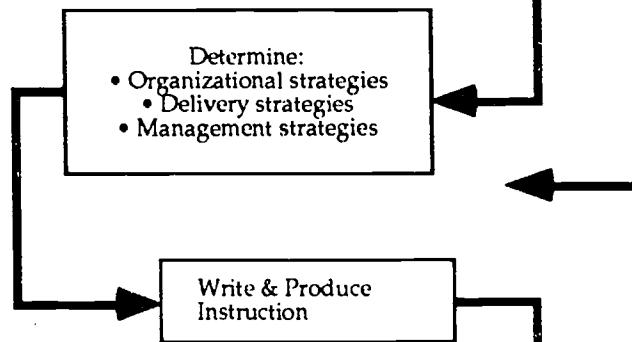 Determine:
• Organizational strategies
• Delivery strategies
• Management strategies
Write & Produce
Instruction